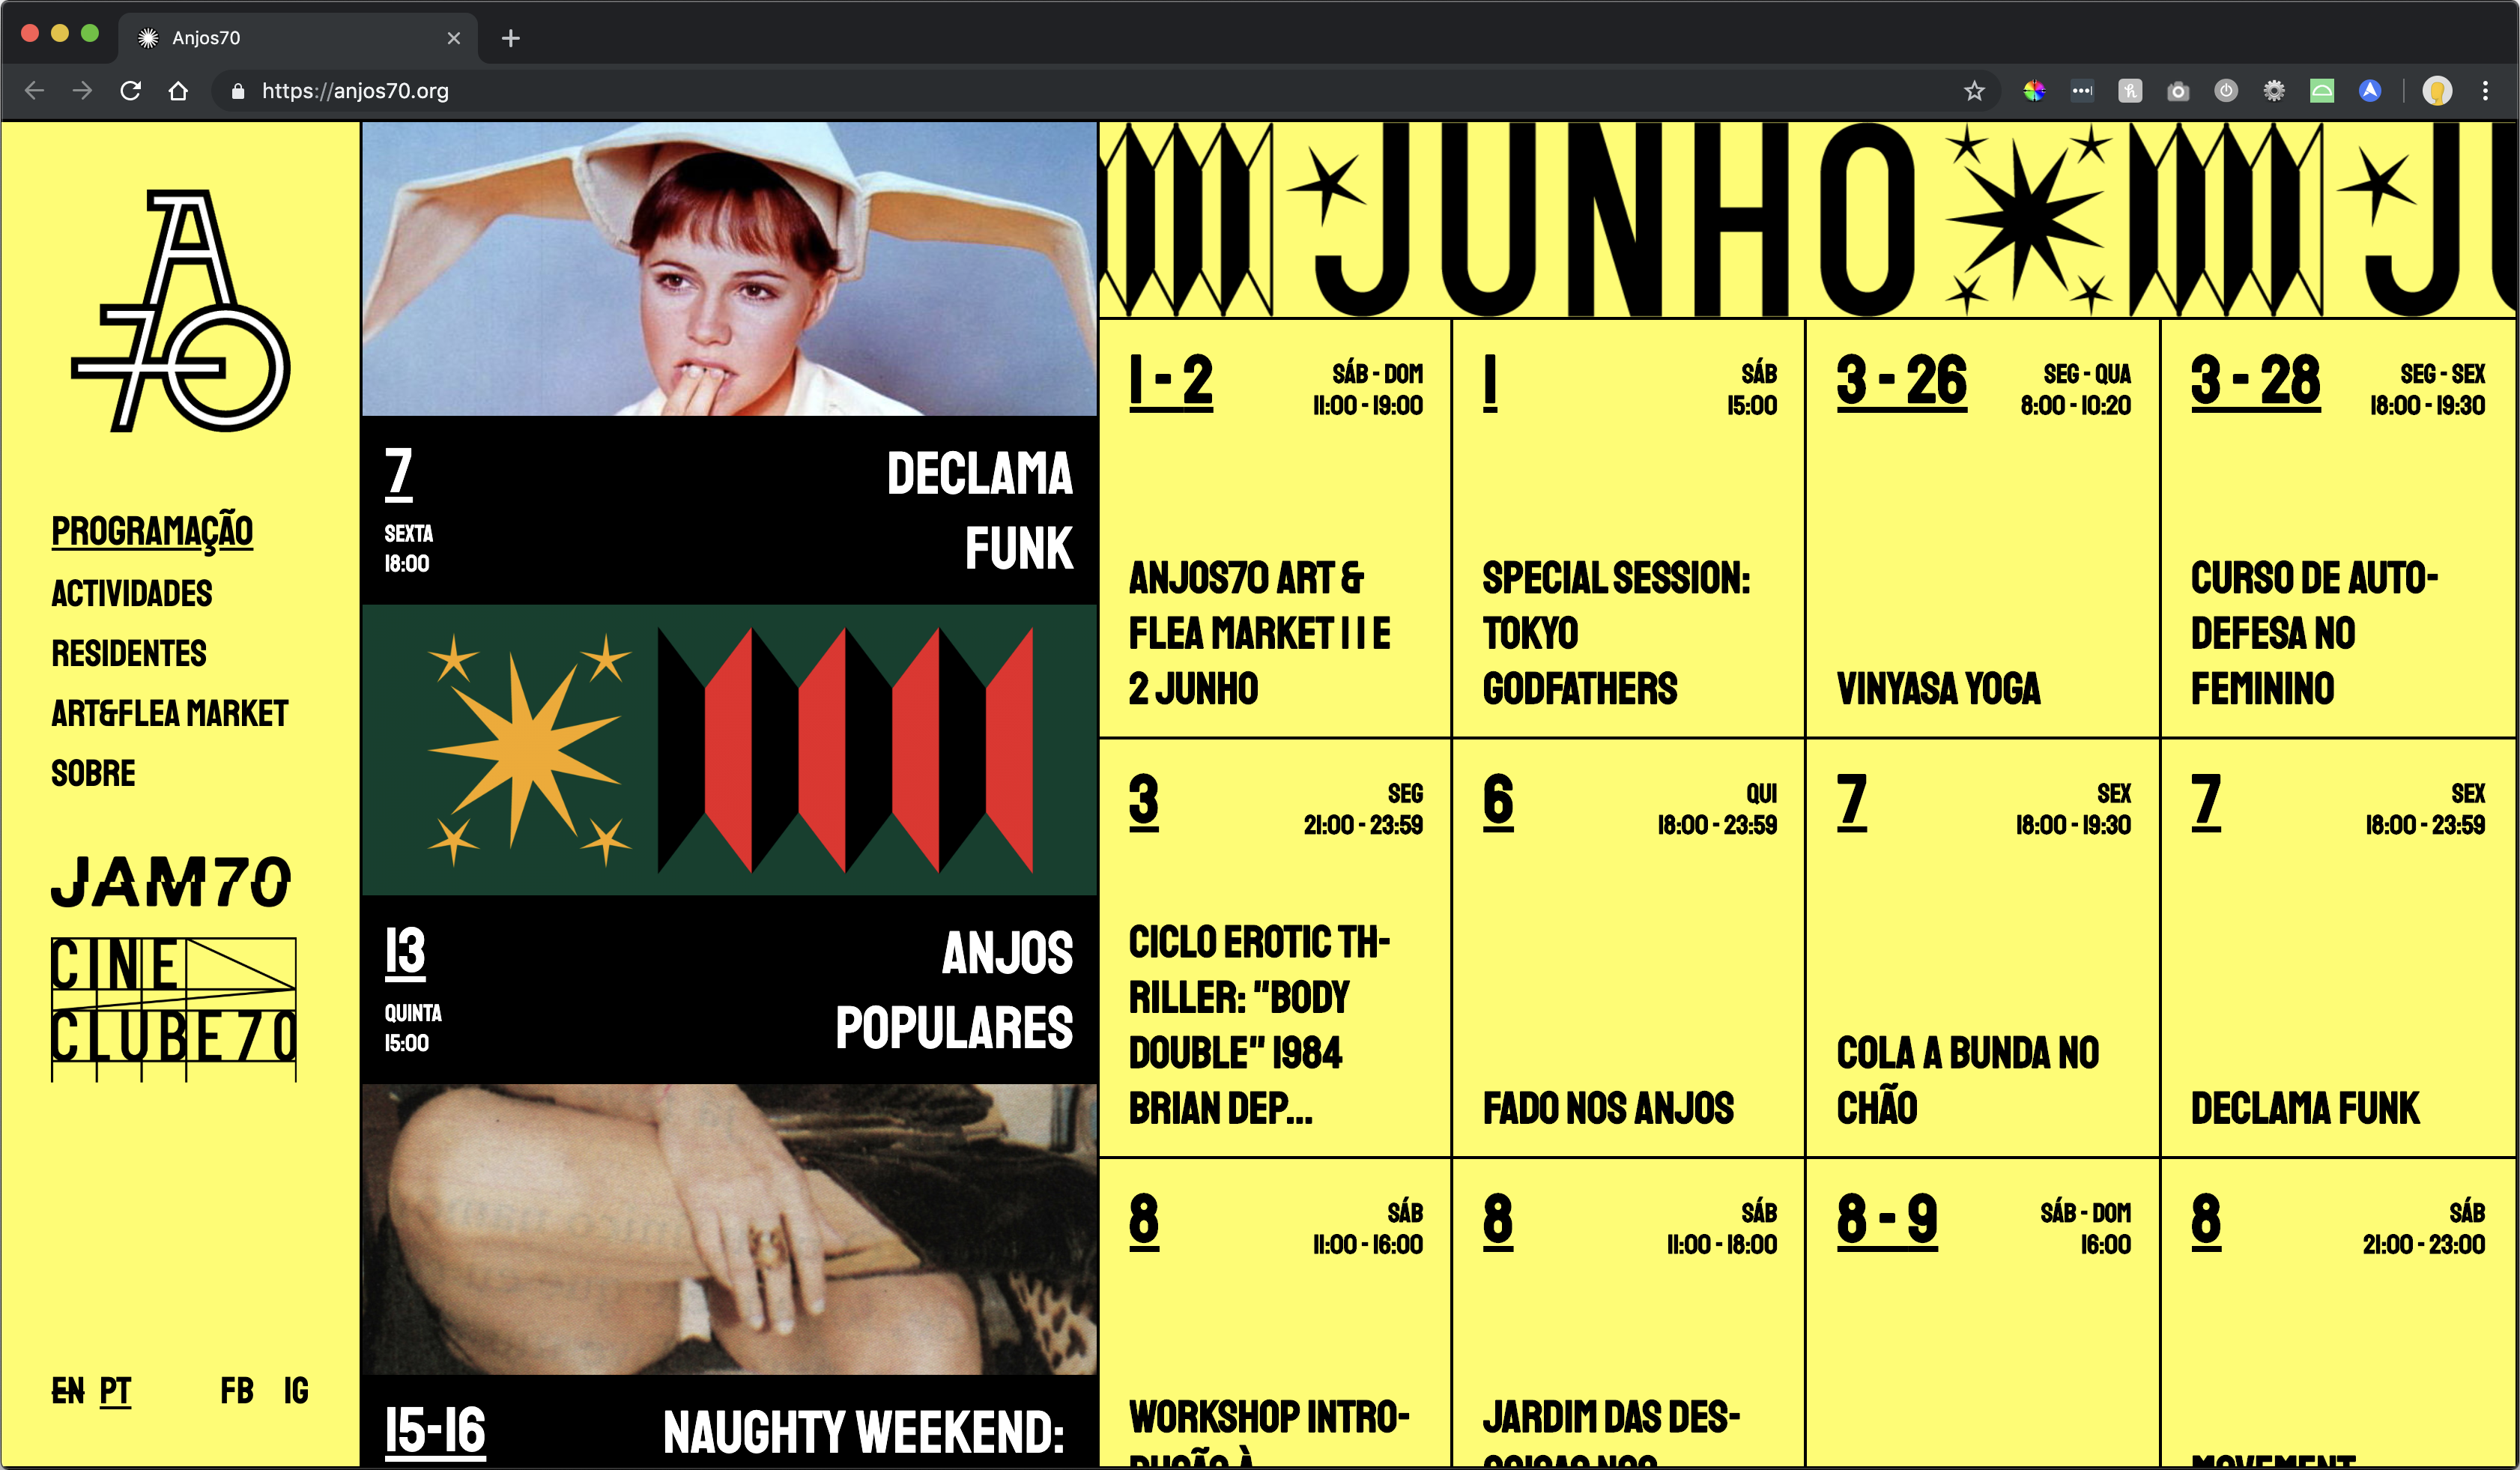 Anjos70
https://anjos70.org
A
70
PROGRAMAÇÃO
ACTIVIDADES
RESIDENTES
ART&FLEA MARKET
SOBRE
JAM70
CINE
CLUBE70
EN PT FB IG
7
SEXTA
18:00
DECLAMA
FUNK
13
QUINTA
15:00
ANJOS
POPULARES
15-16
NAUGHTY WEEKEND:
JUNHO JU
1 - 2
SÁB - DOM
11:00 - 19:00
ANJOS70 ART &
FLEA MARKET | 1 E
2 JUNHO
1
SÁB
15:00
SPECIAL SESSION:
TOKYO
GODFATHERS
3 - 26
SEG - QUA
8:00 - 10:20
VINYASA YOGA
3 - 28
SEG - SEX
18:00 - 19:30
CURSO DE AUTO-
DEFESA NO
FEMININO
3
SEG
21:00 - 23:59
CICLO EROTIC TH-
RILLER: "BODY
DOUBLE" 1984
BRIAN DEP...
6
QUI
18:00 - 23:59
FADO NOS ANJOS
7
SEX
18:00 - 19:30
COLA A BUNDA NO
CHÃO
7
SEX
18:00 - 23:59
DECLAMA FUNK
8
SÁB
11:00 - 16:00
WORKSHOP INTRO-
DUÇÃO À
8
SÁB
11:00 - 18:00
JARDIM DAS DES-
8 - 9
SÁB - DOM
16:00
8
SÁB
21:00 - 23:00
MOVEMENT